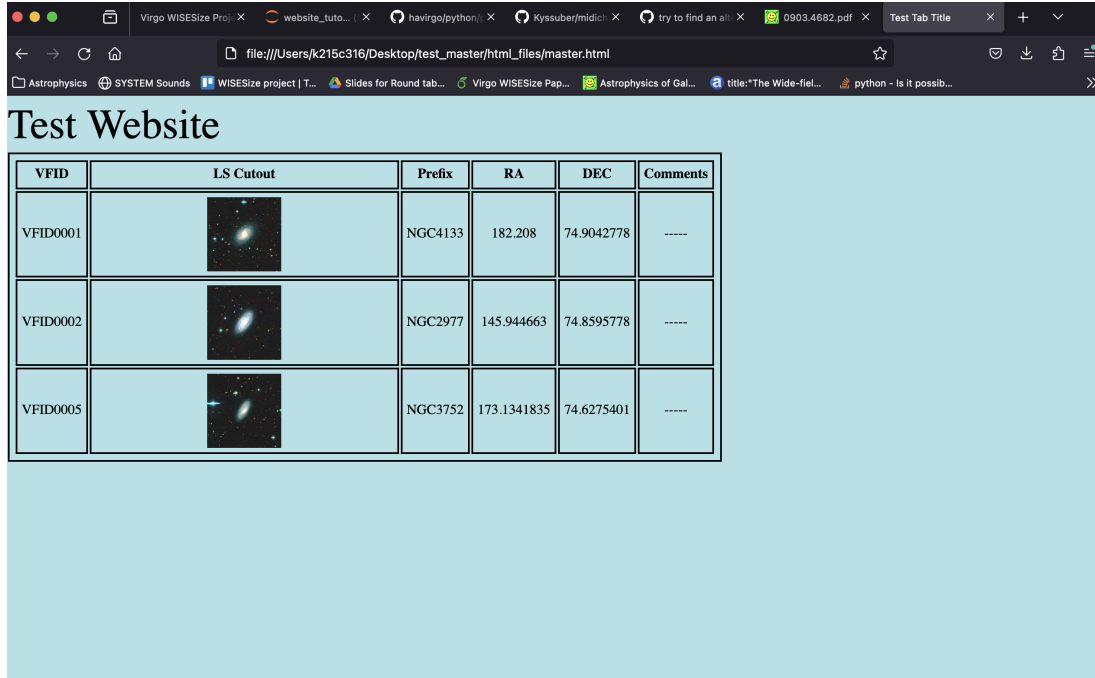 Virgo WISESize Proje website_tuto... ( havirgo/python/p Kyssuber/midich try to find an alte 0903.4682.pdf Test Tab Title
file:///Users/k215c316/Desktop/test_master/html_files/master.html
Astrophysics SYSTEM Sounds WISESize project | T... Slides for Round tab... Virgo WISESize Pap... Astrophysics of Gal... title:"The Wide-fiel... python - Is it possib...
Test Website
VFID LS Cutout Prefix RA DEC Comments
VFID0001 NGC4133 182.208 74.9042778 -----
VFID0002 NGC2977 145.944663 74.8595778 -----
VFID0005 NGC3752 173.1341835 74.6275401 -----